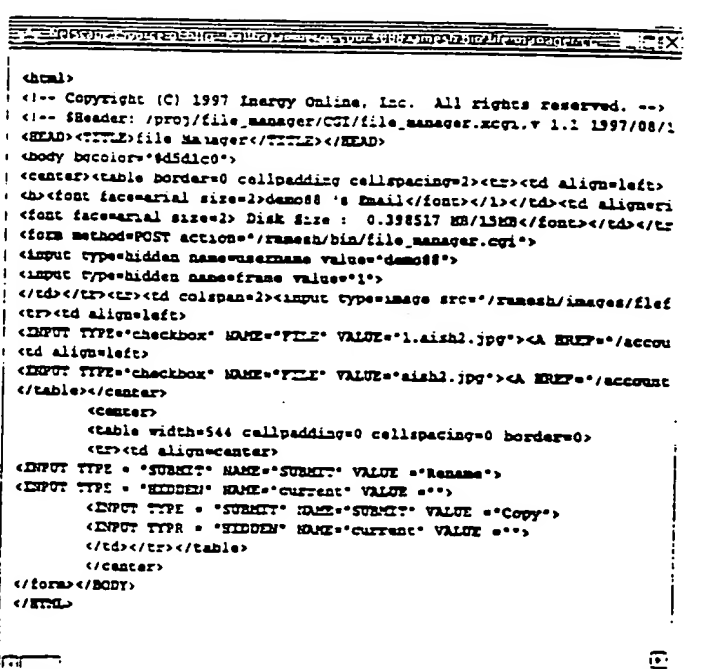 <html>
<!-- Copyright (C) 1997 Inergy Online, Inc. All rights reserved. -->
<!-- $Header: /proj/file_manager/CGI/file_manager.xcgi,v 1.2 1997/08/1
<HEAD><TITLE>file Manager</TITLE></HEAD>
<body bgcolor="#d5d1c0">
<center><table border=0 cellpadding cellspacing=2><tr><td align=left>
<b><font face=arial size=2>demo88 's Email</font></l></td><td align=ri
<font face=arial size=2> Disk Size : 0.398517 MB/15MB</font></td></tr
<form method=POST action="/ramesh/bin/file_manager.cgi">
<input type=hidden name=username value="demo88">
<input type=hidden name=frame value="1">
</td></tr><tr><td colspan=2><input type=image src="/ramesh/images/flef
<tr><td align=left>
<INPUT TYPE="checkbox" NAME="FILE" VALUE="1.aish2.jpg"><A HREF="/accou
<td align=left>
<INPUT TYPE="checkbox" NAME="FILE" VALUE="aish2.jpg"><A HREF="/account
</table></center>
<center>
<table width=544 cellpadding=0 cellspacing=0 border=0>
<tr><td align=center>
<INPUT TYPE = "SUBMIT" NAME="SUBMIT" VALUE ="Rename">
<INPUT TYPE = "HIDDEN" NAME="current" VALUE ="">
<INPUT TYPE = "SUBMIT" NAME="SUBMIT" VALUE ="Copy">
<INPUT TYPR = "HIDDEN" NAME="current" VALUE ="">
</td></tr></table>
</center>
</form></BODY>
</HTML>